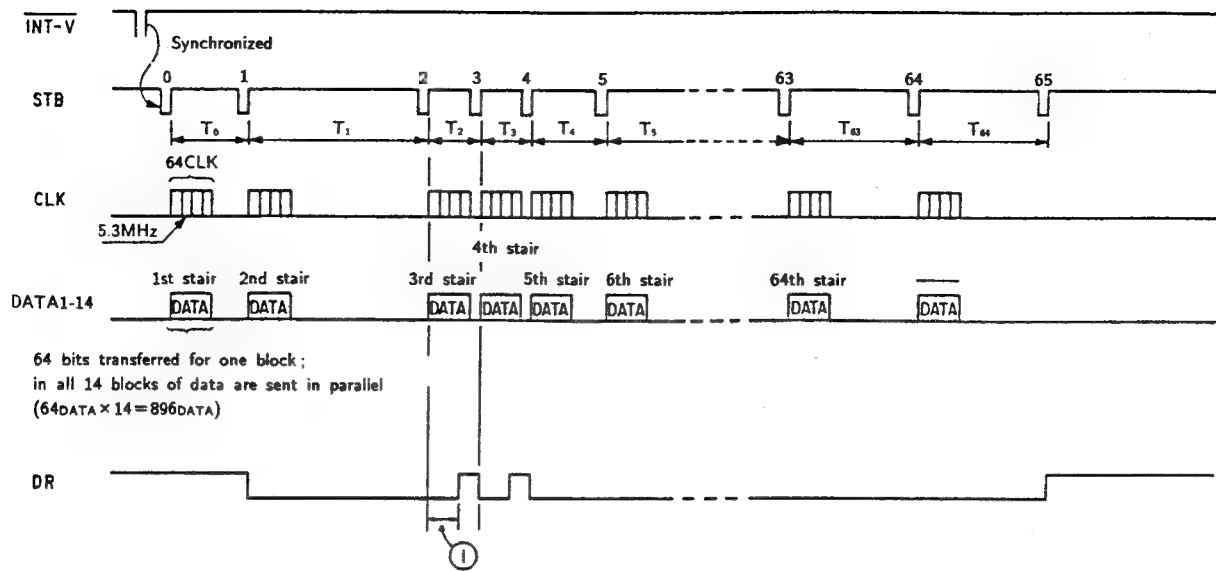 INT-V
Synchronized
0 1 2 3 4 5 63 64 65
STB
T₀ T₁ T₂ T₃ T₄ T₅ T₆₃ T₆₄
64CLK
CLK
5.3MHz
4th stair
1st stair 2nd stair 3rd stair 5th stair 6th stair 64th stair
DATA1-14
DATA DATA DATA DATA DATA DATA DATA DATA
64 bits transferred for one block;
in all 14 blocks of data are sent in parallel
(64DATA×14=896DATA)
DR
1